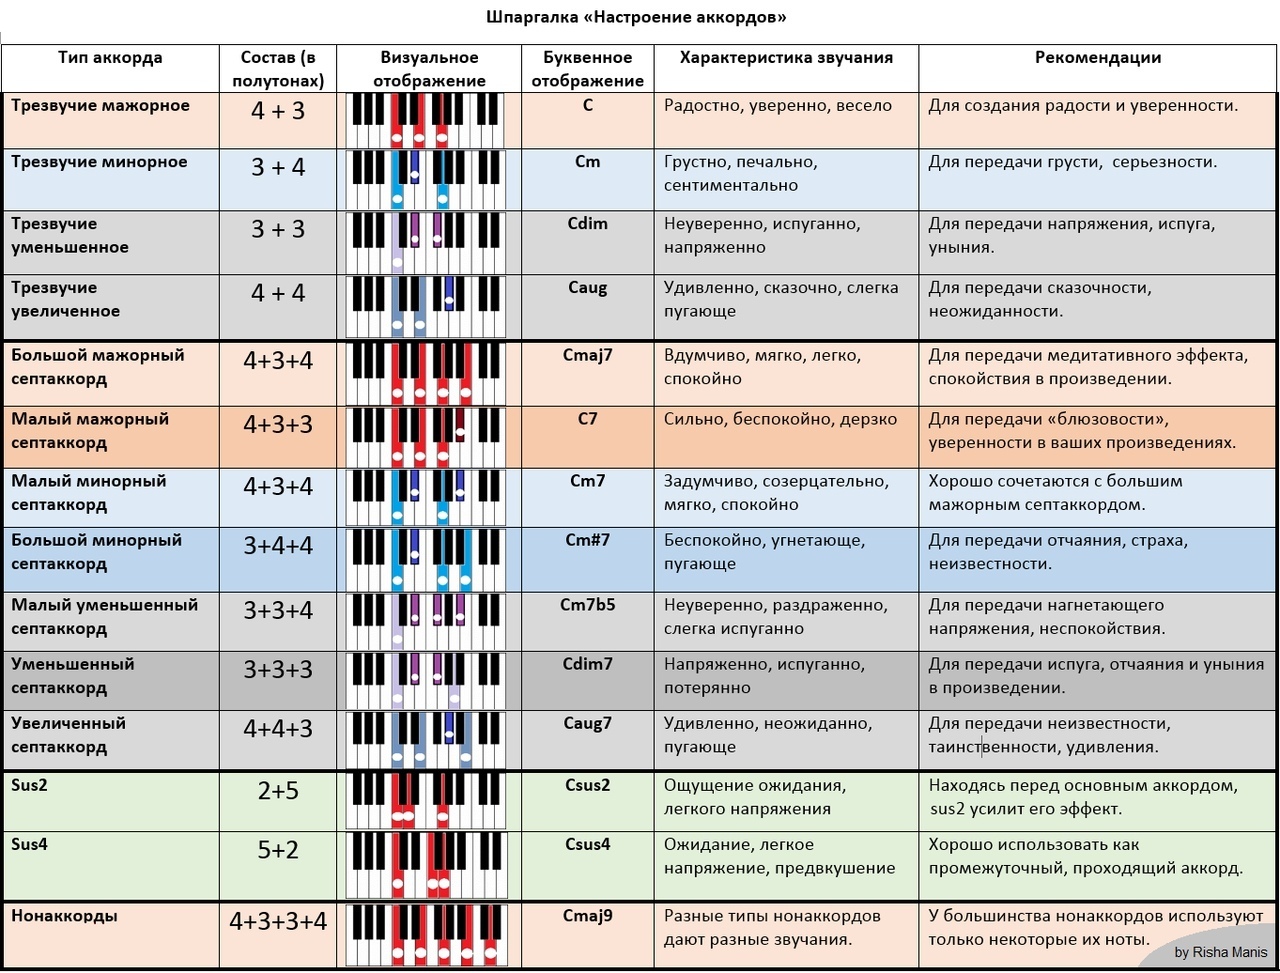 Шпаргалка «Настроение аккордов»
Тип аккорда
Состав (в
полутонах)
Визуальное
отображение
Буквенное
отображение
Характеристика звучания
Рекомендации
Трезвучие мажорное
4 + 3
C
Радостно, уверенно, весело
Для создания радости и уверенности.
Трезвучие минорное
3 + 4
Cm
Грустно, печально,
сентиментально
Для передачи грусти, серьезности.
Трезвучие
уменьшенное
3 + 3
Cdim
Неуверенно, испуганно,
напряженно
Для передачи напряжения, испуга,
уныния.
Трезвучие
увеличенное
4 + 4
Caug
Удивленно, сказочно, слегка
пугающе
Для передачи сказочности,
неожиданности.
Большой мажорный
септаккорд
4+3+4
Cmaj7
Вдумчиво, мягко, легко,
спокойно
Для передачи медитативного эффекта,
спокойствия в произведении.
Малый мажорный
септаккорд
4+3+3
C7
Сильно, беспокойно, дерзко
Для передачи «блюзовости»,
уверенности в ваших произведениях.
Малый минорный
септаккорд
4+3+4
Cm7
Задумчиво, созерцательно,
мягко, спокойно
Хорошо сочетаются с большим
мажорным септаккордом.
Большой минорный
септаккорд
3+4+4
Cm#7
Беспокойно, угнетающе,
пугающе
Для передачи отчаяния, страха,
неизвестности.
Малый уменьшенный
септаккорд
3+3+4
Cm7b5
Неуверенно, раздраженно,
слегка испуганно
Для передачи нагнетающего
напряжения, неспокойствия.
Уменьшенный
септаккорд
3+3+3
Cdim7
Напряженно, испуганно,
потерянно
Для передачи испуга, отчаяния и уныния
в произведении.
Увеличенный
септаккорд
4+4+3
Caug7
Удивленно, неожиданно,
пугающе
Для передачи неизвестности,
таинственности, удивления.
Sus2
2+5
Csus2
Ощущение ожидания,
легкого напряжения
Находясь перед основным аккордом,
sus2 усилит его эффект.
Sus4
5+2
Csus4
Ожидание, легкое
напряжение, предвкушение
Хорошо использовать как
промежуточный, проходящий аккорд.
Нонаккорды
4+3+3+4
Cmaj9
Разные типы нонаккордов
дают разные звучания.
У большинства нонаккордов используют
только некоторые их ноты.
by Risha Manis